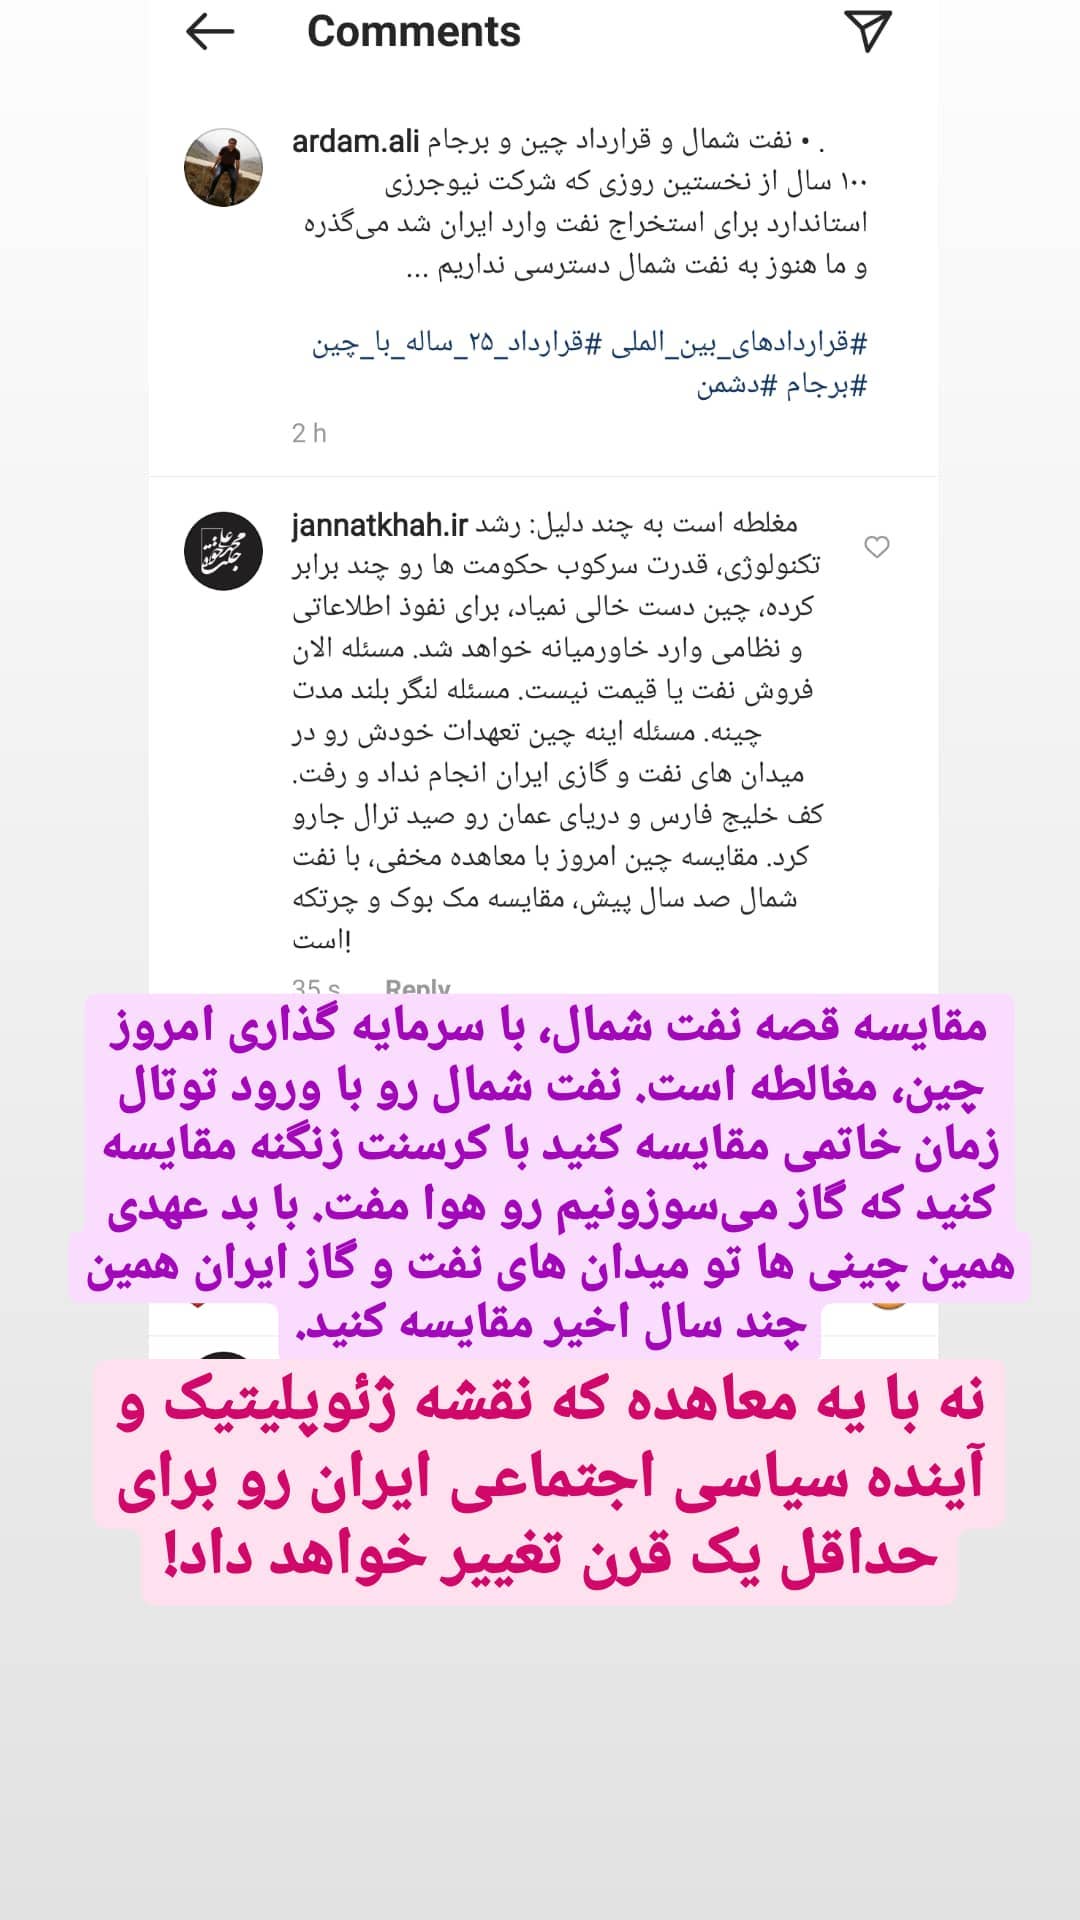 Comments
ardam.ali نفت شمال و قرارداد چین و برجام • .
۱۰۰ سال از نخستین روزی که شرکت نیوجرزی
استاندارد برای استخراج نفت وارد ایران شد می‌گذره
و ما هنوز به نفت شمال دسترسی نداریم ...
#قراردادهای_بین_المللی #قرارداد_۲۵_ساله_با_چین
#برجام #دشمن
2 h
jannatkhah.ir مغلطه است به چند دلیل: رشد
تکنولوژی، قدرت سرکوب حکومت ها رو چند برابر
کرده، چین دست خالی نمیاد، برای نفوذ اطلاعاتی
و نظامی وارد خاورمیانه خواهد شد. مسئله الان
فروش نفت یا قیمت نیست. مسئله لنگر بلند مدت
چینه. مسئله اینه چین تعهدات خودش رو در
میدان های نفت و گازی ایران انجام نداد و رفت.
کف خلیج فارس و دریای عمان رو صید ترال جارو
کرد. مقایسه چین امروز با معاهده مخفی، با نفت
شمال صد سال پیش، مقایسه مک بوک و چرتکه
است!
35 s Reply
مقایسه قصه نفت شمال، با سرمایه گذاری امروز
چین، مغالطه است. نفت شمال رو با ورود توتال
زمان خاتمی مقایسه کنید با کرسنت زنگنه مقایسه
کنید که گاز می‌سوزونیم رو هوا مفت. با بد عهدی
همین چینی ها تو میدان های نفت و گاز ایران همین
چند سال اخیر مقایسه کنید.
نه با یه معاهده که نقشه ژئوپلیتیک و
آینده سیاسی اجتماعی ایران رو برای
حداقل یک قرن تغییر خواهد داد!